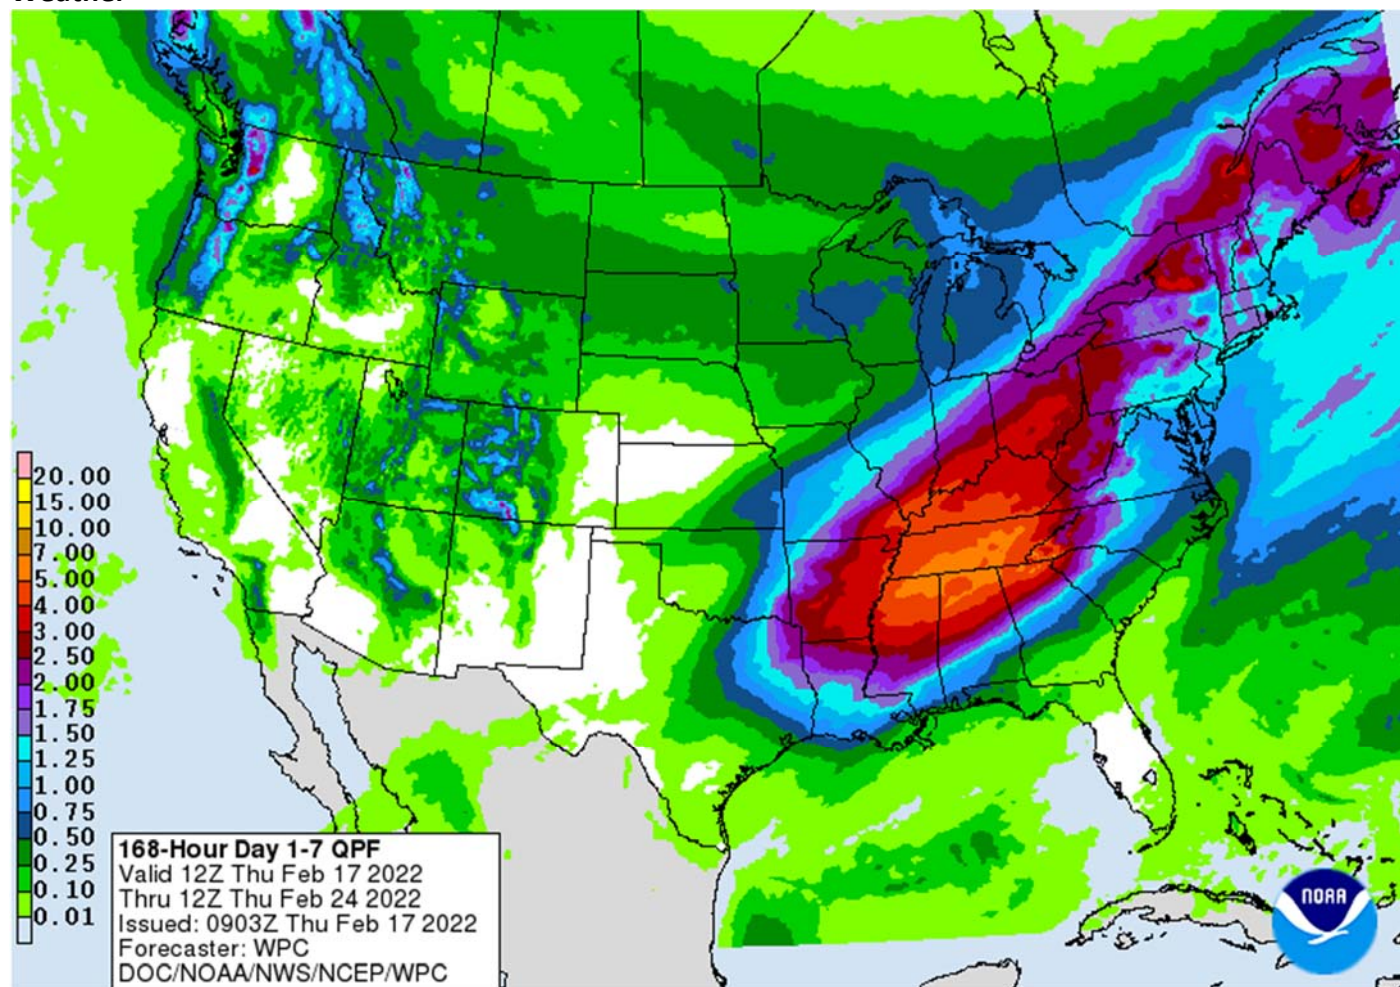 Weather
20.00
15.00
10.00
7.00
5.00
4.00
3.00
2.50
2.00
1.75
1.50
1.25
1.00
0.75
0.50
0.25
0.10
0.01
168-Hour Day 1-7 QPF
Valid 12Z Thu Feb 17 2022
Thru 12Z Thu Feb 24 2022
Issued: 0903Z Thu Feb 17 2022
Forecaster: WPC
DOC/NOAA/NWS/NCEP/WPC
NOAA